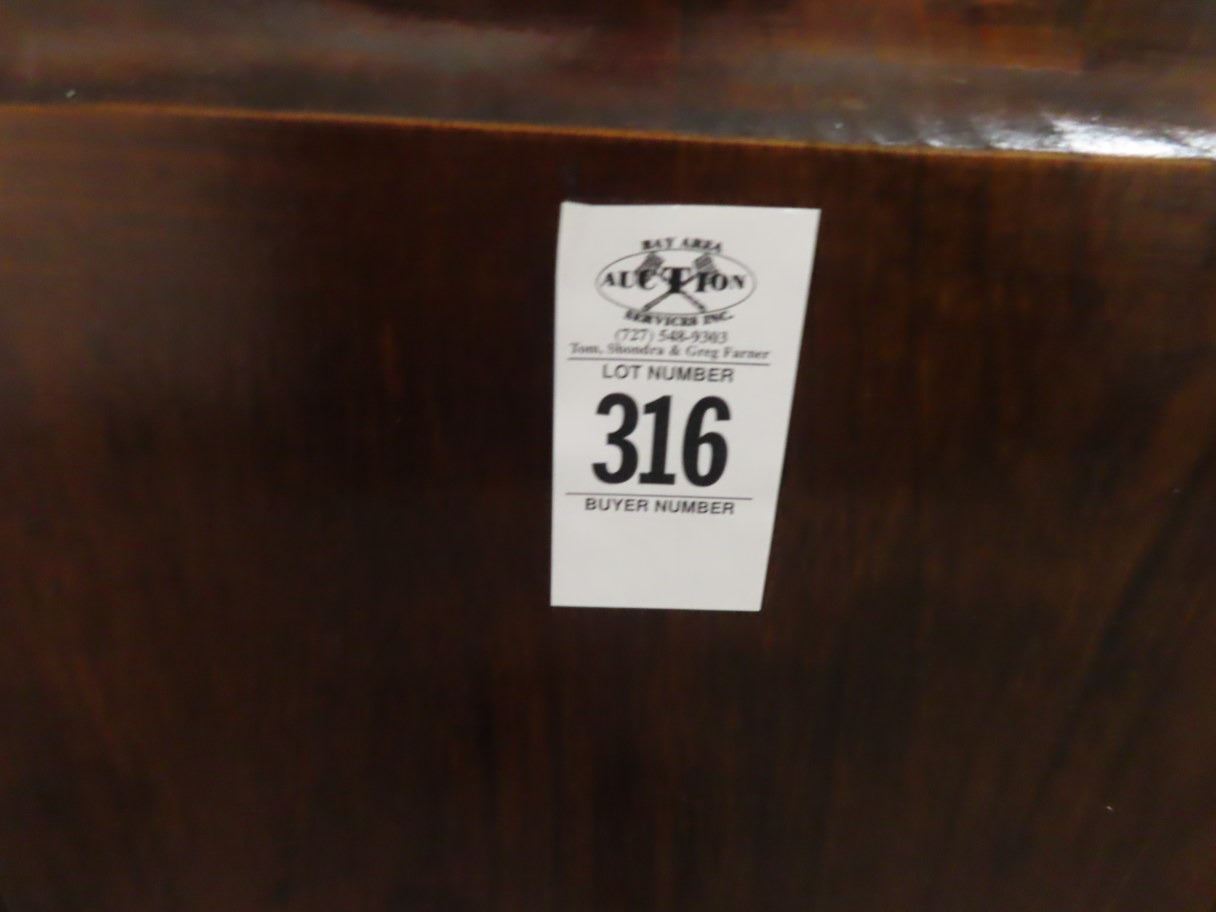 BAY AREA
AUCTION
SERVICES INC.
(727) 548-9303
Tom, Shondra & Greg Farner
LOT NUMBER
316
BUYER NUMBER